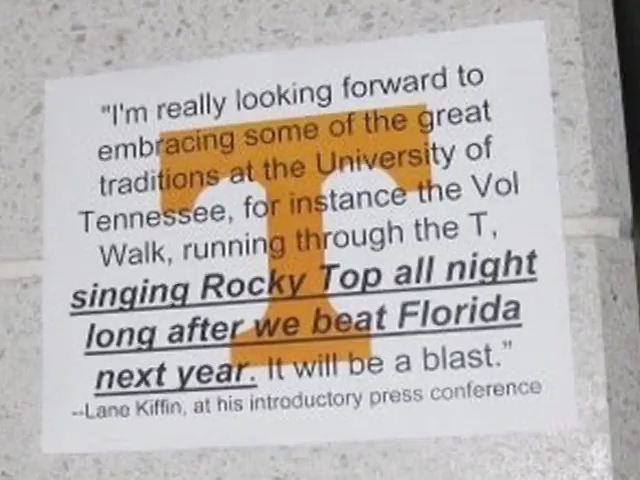 "I'm really looking forward to
embracing some of the great
traditions at the University of
Tennessee, for instance the Vol
Walk, running through the T,
singing Rocky Top all night
long after we beat Florida
next year. It will be a blast."
--Lane Kiffin, at his introductory press conference